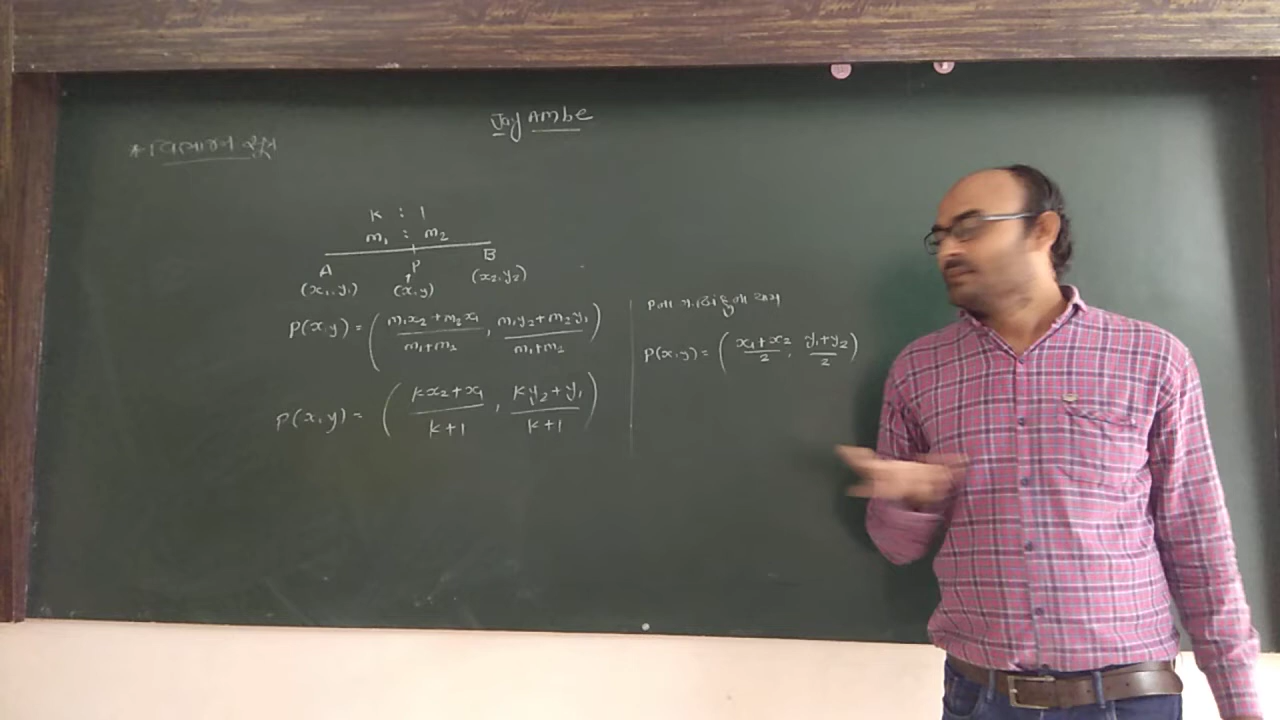 Jay Ambe
* વિભાજન સૂત્ર
k : 1
m₁ : m₂
A P B
(x₁, y₁) (x, y) (x₂, y₂)
P(x, y) = ( (m₁x₂ + m₂x₁)/(m₁ + m₂) , (m₁y₂ + m₂y₁)/(m₁ + m₂) )
P(x, y) = ( (kx₂ + x₁)/(k + 1) , (ky₂ + y₁)/(k + 1) )
P ના મ.બિંદુના યામ
P(x, y) = ( (x₁ + x₂)/2 , (y₁ + y₂)/2 )